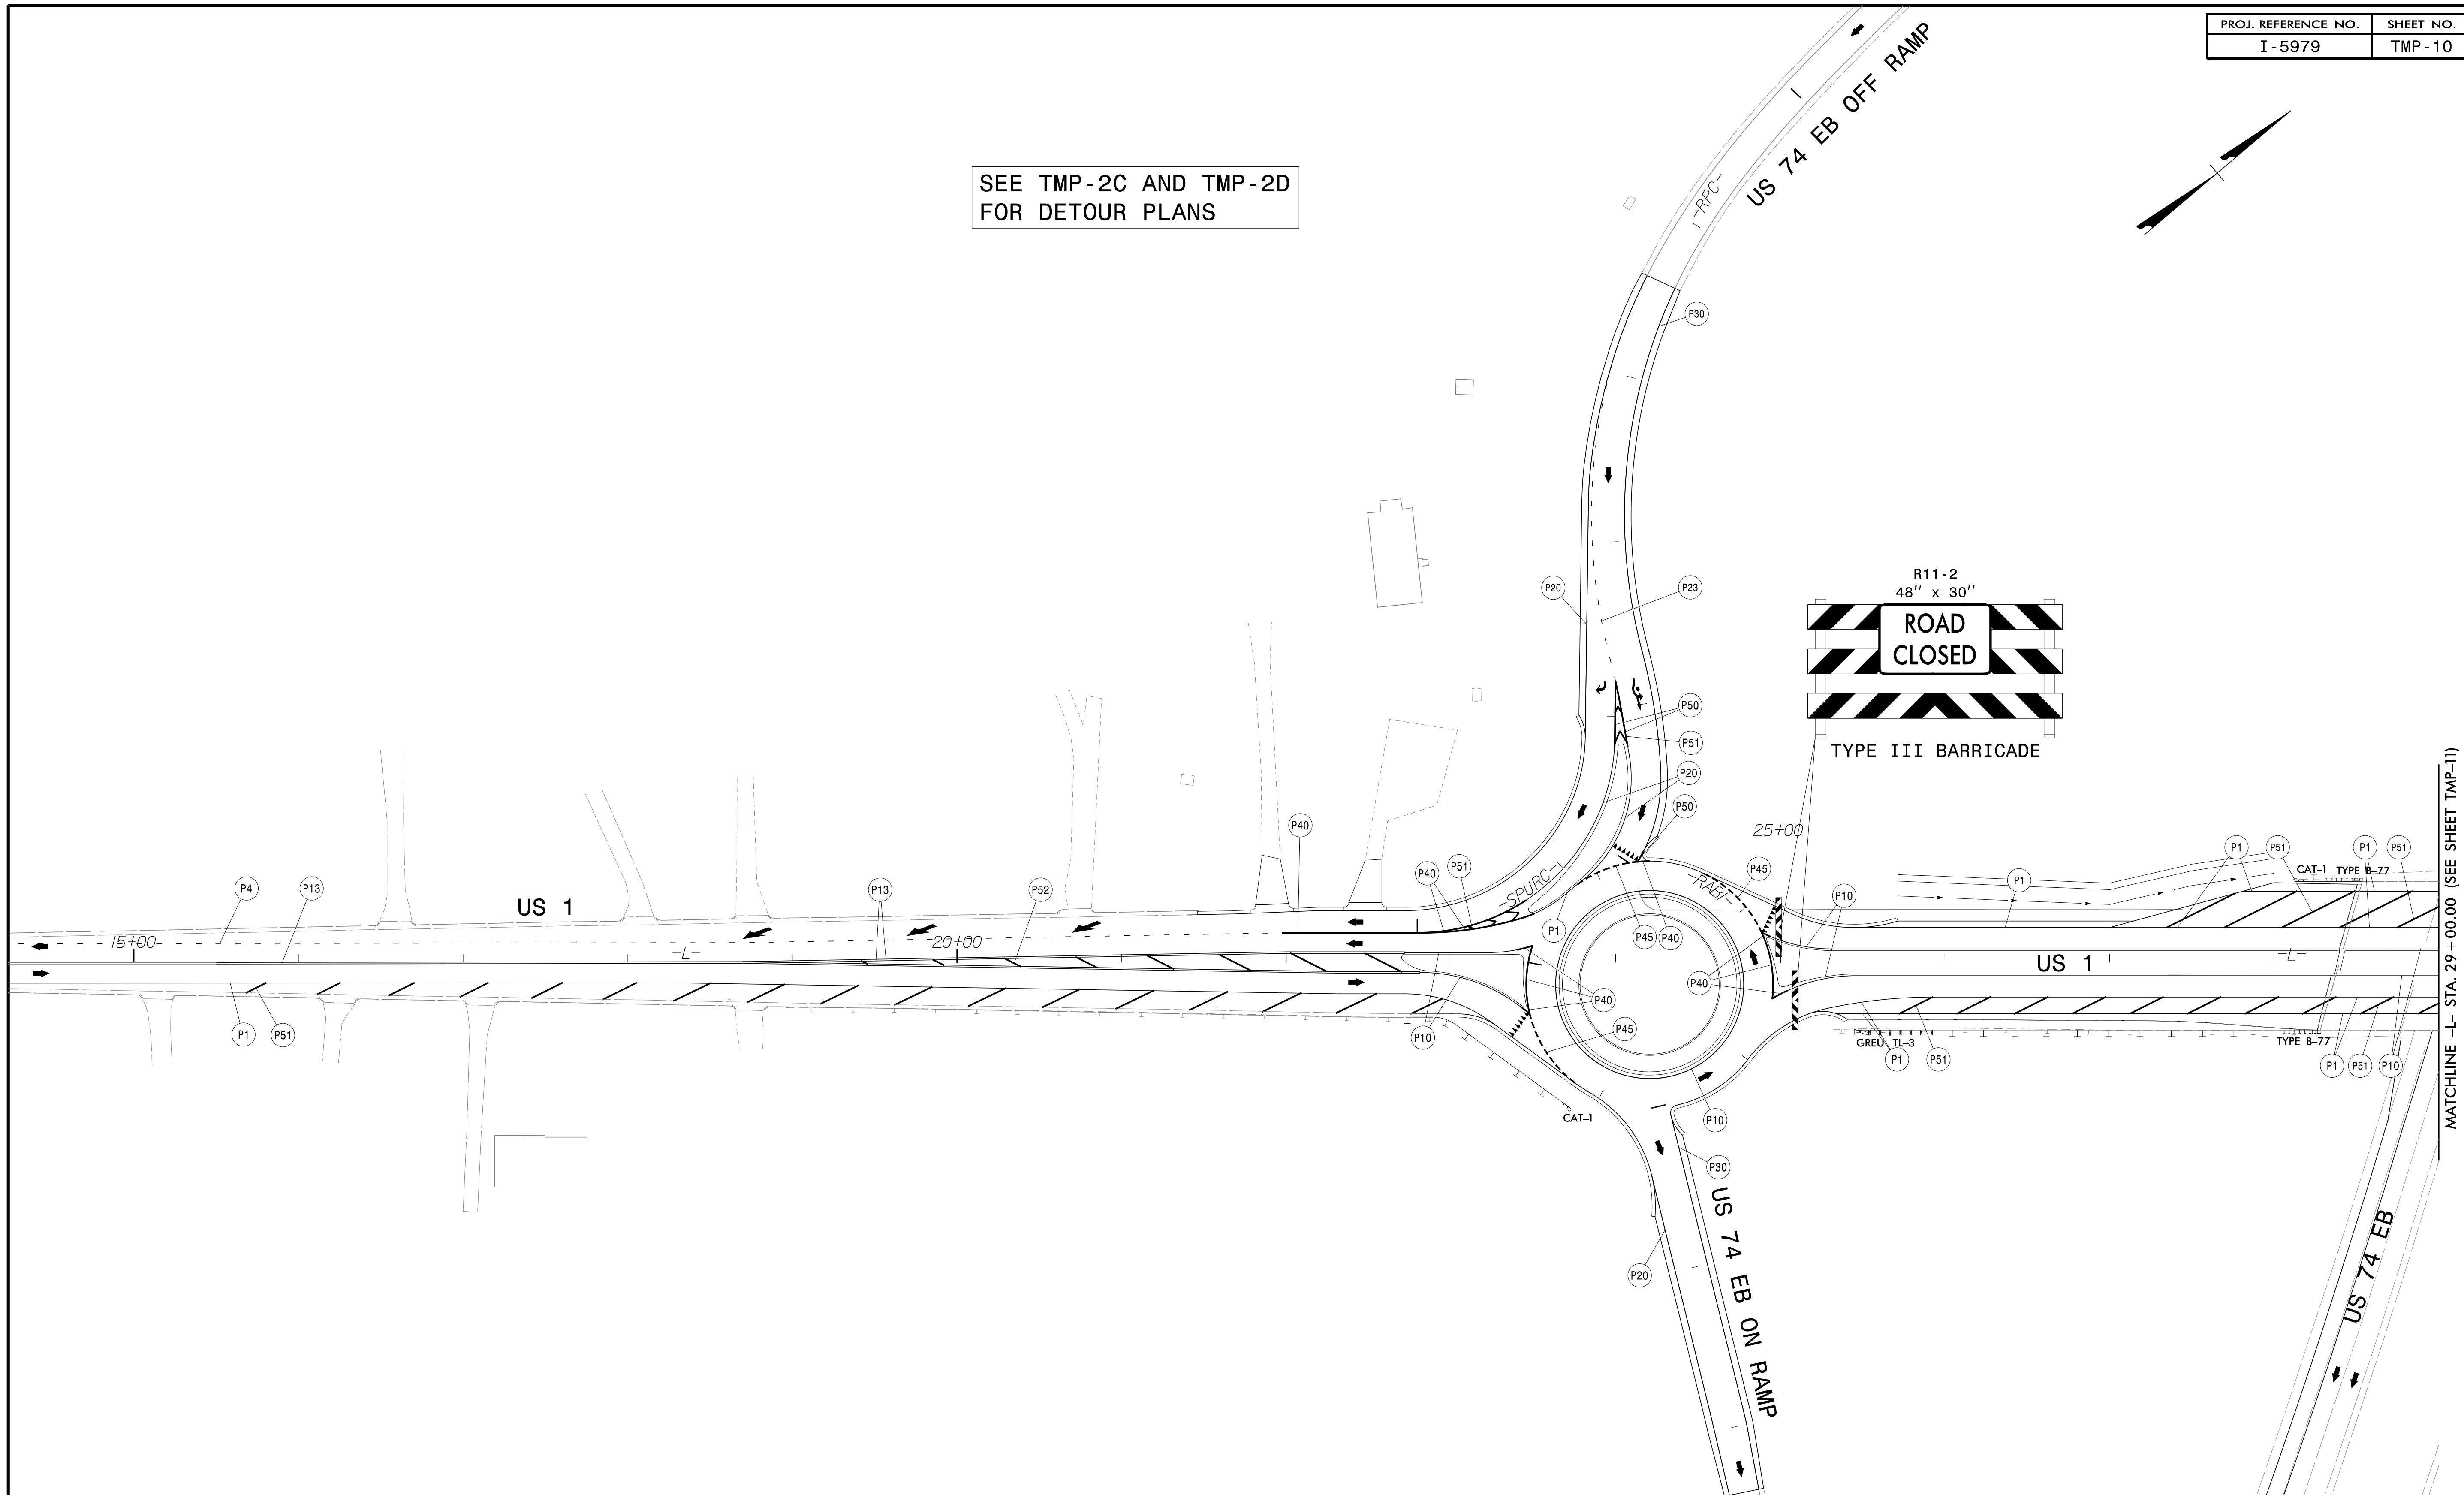 PROJ. REFERENCE NO.
SHEET NO.
I-5979
TMP-10
US 74 EB OFF RAMP
SEE TMP-2C AND TMP-2D
FOR DETOUR PLANS
-RPC-
P30
R11-2
48'' x 30''
ROAD
CLOSED
TYPE III BARRICADE
P20
P23
P50
P51
P20
P50
25+00
P40
P40
P51
-SPURC-
-RAB1-
P45
P10
P1
P1
P51
P1
P51
CAT-1
TYPE B-77
P4
P13
US 1
P13
P52
P1
P45
P40
15+00
20+00
-L-
US 1
-L-
P40
P40
P45
P1
P51
P10
GREU TL-3
P1
P51
TYPE B-77
P1
P51
P10
CAT-1
P10
P30
P20
US 74 EB ON RAMP
US 74 EB
MATCHLINE -L- STA. 29+00.00 (SEE SHEET TMP-11)